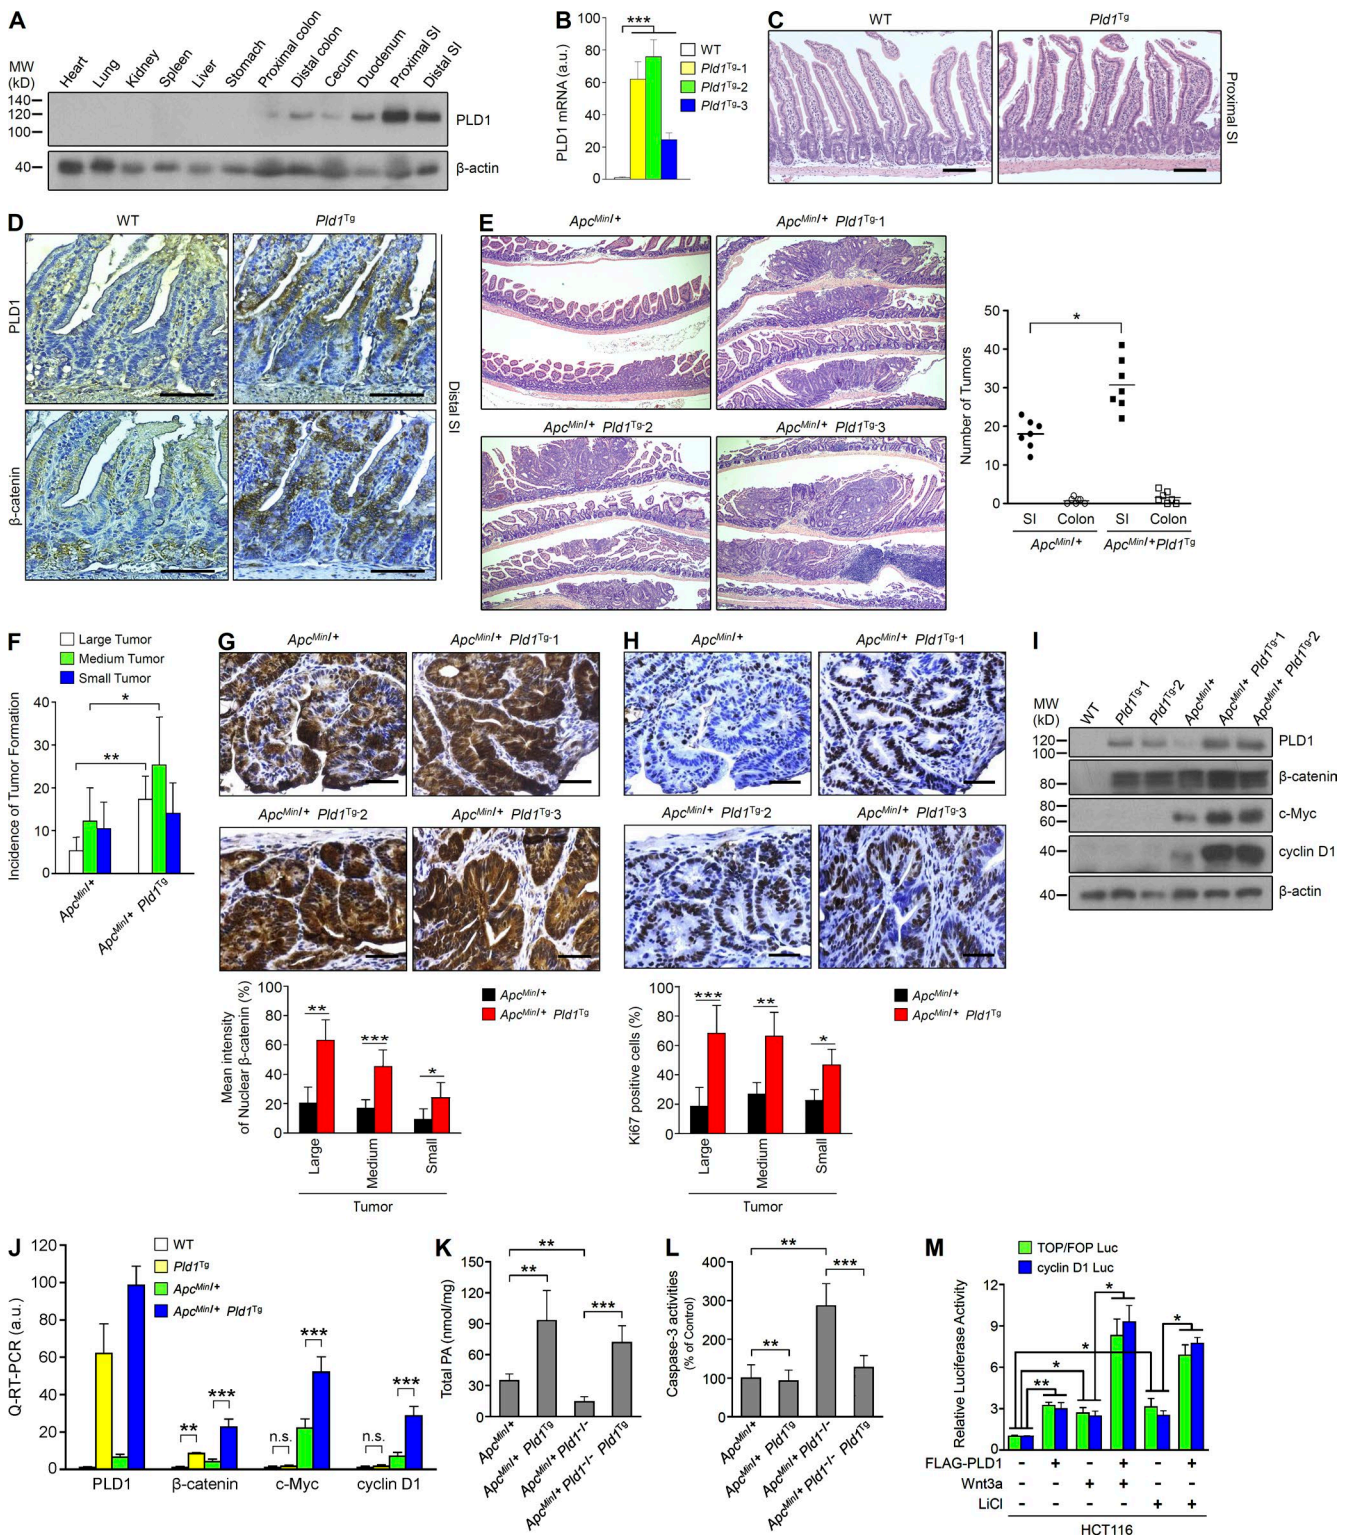 A
MW
(kD)
Heart
Lung
Kidney
Spleen
Liver
Stomach
Proximal colon
Distal colon
Cecum
Duodenum
Proximal SI
Distal SI
140
120
100
PLD1
40
β-actin
B
PLD1 mRNA (a.u.)
100
80
60
40
20
0
***
WT
Pld1Tg-1
Pld1Tg-2
Pld1Tg-3
C
WT
Pld1Tg
Proximal SI
D
WT
Pld1Tg
PLD1
β-catenin
Distal SI
E
ApcMin/+
ApcMin/+ Pld1Tg-1
ApcMin/+ Pld1Tg-2
ApcMin/+ Pld1Tg-3
Number of Tumors
50
40
30
20
10
0
*
SI Colon SI Colon
ApcMin/+ ApcMin/+Pld1Tg
F
Large Tumor
Medium Tumor
Small Tumor
Incidence of Tumor Formation
40
30
20
10
0
*
**
ApcMin/+
ApcMin/+ Pld1Tg
G
ApcMin/+
ApcMin/+ Pld1Tg-1
ApcMin/+ Pld1Tg-2
ApcMin/+ Pld1Tg-3
Mean intensity
of Nuclear β-catenin (%)
100
80
60
40
20
0
**
***
*
ApcMin/+
ApcMin/+ Pld1Tg
Large
Medium
Small
Tumor
H
ApcMin/+
ApcMin/+ Pld1Tg-1
ApcMin/+ Pld1Tg-2
ApcMin/+ Pld1Tg-3
Ki67 positive cells (%)
100
80
60
40
20
0
***
**
*
ApcMin/+
ApcMin/+ Pld1Tg
Large
Medium
Small
Tumor
I
MW
(kD)
WT
Pld1Tg-1
Pld1Tg-2
ApcMin/+
ApcMin/+ Pld1Tg-1
ApcMin/+ Pld1Tg-2
120
100
PLD1
80
β-catenin
80
60
c-Myc
40
cyclin D1
40
β-actin
J
Q-RT-PCR (a.u.)
120
100
80
60
40
20
0
WT
Pld1Tg
ApcMin/+
ApcMin/+ Pld1Tg
**
***
n.s.
***
n.s.
***
PLD1 β-catenin c-Myc cyclin D1
K
Total PA (nmol/mg)
150
120
90
60
30
0
**
**
***
ApcMin/+
ApcMin/+ Pld1Tg
ApcMin/+ Pld1-/-
ApcMin/+ Pld1-/- Pld1Tg
L
Caspase-3 activities
(% of Control)
400
300
200
100
0
**
***
**
ApcMin/+
ApcMin/+ Pld1Tg
ApcMin/+ Pld1-/-
ApcMin/+ Pld1-/- Pld1Tg
M
TOP/FOP Luc
cyclin D1 Luc
Relative Luciferase Activity
12
9
6
3
0
*
*
*
*
**
FLAG-PLD1 - + - + - +
Wnt3a - - + + - -
LiCl - - - - + +
HCT116